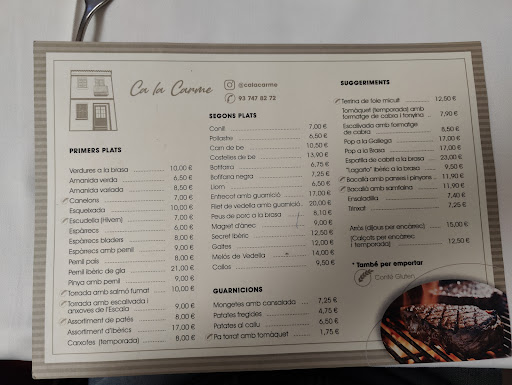 Ca la Carme
@calacarme
93 747 82 72
PRIMERS PLATS
Verdures a la brasa 10,00 €
Amanida verda 6,50 €
Amanida variada 8,50 €
Canelons 7,00 €
Esqueixada 10,00 €
Escudella (Hivern) 7,00 €
Espàrrecs 6,00 €
Espàrrecs bladers 8,00 €
Espàrrecs amb pernil 9,00 €
Pernil país 8,00 €
Pernil Ibèric de gla 21,00 €
Pinya amb pernil 9,00 €
Torrada amb salmó fumat 10,00 €
Torrada amb escalivada i
anxoves de l'Escala 9,00 €
Assortiment de patés 8,00 €
Assortiment d'ibèrics 17,00 €
Carxofes (temporada) 8,00 €
SEGONS PLATS
Conill 7,00 €
Pollastre 6,50 €
Carn de be 10,50 €
Costelles de be 13,90 €
Botifarra 6,75 €
Botifarra negra 7,25 €
Llom 6,50 €
Entrecot amb guarnició 17,00 €
Filet de vedella amb guarnició 20,00 €
Peus de porc a la brasa 8,10 €
Magret d'ànec 9,00 €
Secret Ibèric 12,50 €
Galtes 12,00 €
Melós de Vedella 14,00 €
Callos 9,50 €
GUARNICIONS
Mongetes amb cansalada 7,25 €
Patates fregides 4,75 €
Patates al caliu 6,50 €
Pa torrat amb tomàquet 1,75 €
SUGGERIMENTS
Terrina de foie micuit 12,50 €
Tomàquet (temporada) amb
formatge de cabra i tonyina 7,90 €
Escalivada amb formatge
de cabra 8,50 €
Pop a la Gallega 17,00 €
Pop a la Brasa 17,00 €
Espatlla de cabrit a la brasa 23,00 €
"Lagarto" Ibèric a la brasa 9,50 €
Bacallà amb panses i pinyons 11,90 €
Bacallà amb samfaina 11,90 €
Ensaladilla 7,40 €
Trinxat 7,25 €
Arròs (dijous per encàrrec) 15,00 €
(Calçots per encàrrec
i temporada) 12,50 €
* També per emportar
Conté Gluten